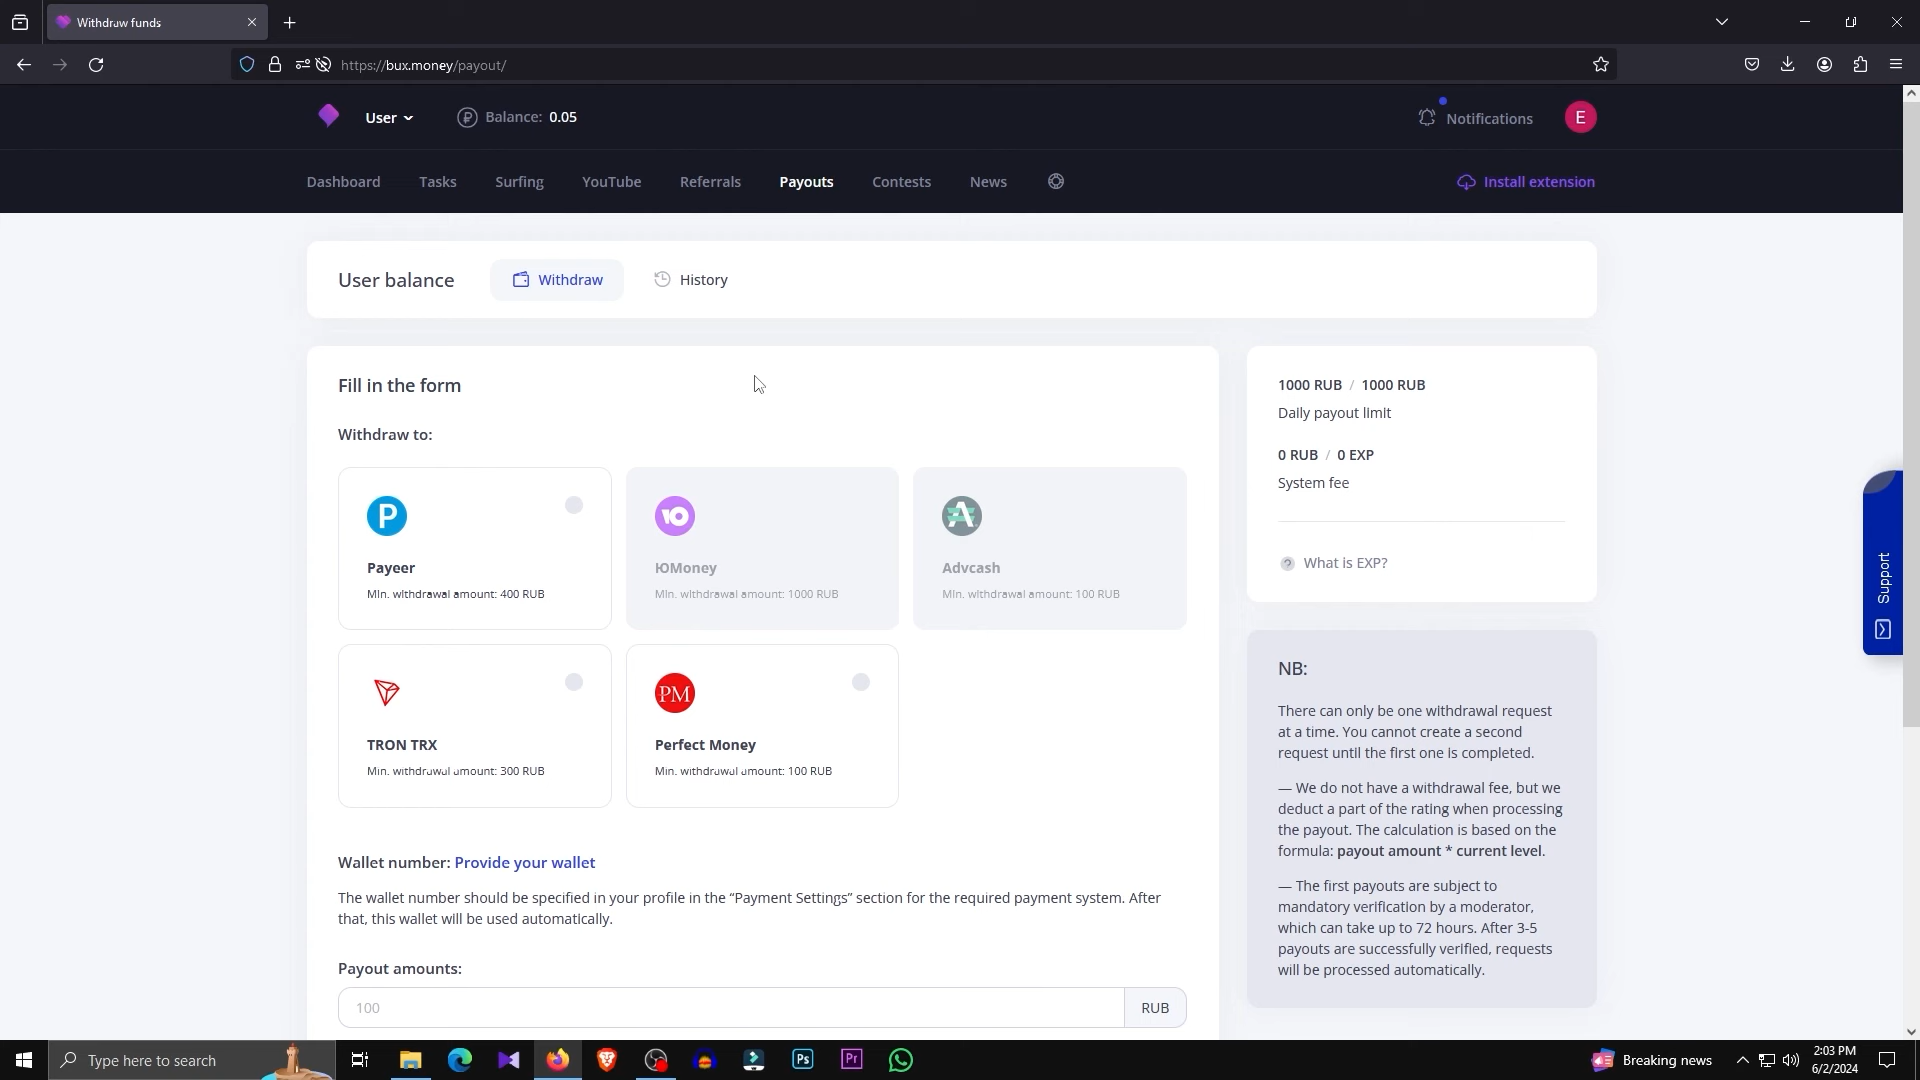 Withdraw funds
https://bux.money/payout/
User
Balance: 0.05
Notifications
E
Dashboard Tasks Surfing YouTube Referrals Payouts Contests News
Install extension
User balance
Withdraw
History
Fill in the form
Withdraw to:
P
Payeer
Min. withdrawal amount: 400 RUB
ЮMoney
Min. withdrawal amount: 1000 RUB
Advcash
Min. withdrawal amount: 100 RUB
TRON TRX
Min. withdrawal amount: 300 RUB
PM
Perfect Money
Min. withdrawal amount: 100 RUB
Wallet number: Provide your wallet
The wallet number should be specified in your profile in the “Payment Settings” section for the required payment system. After
that, this wallet will be used automatically.
Payout amounts:
100
RUB
1000 RUB / 1000 RUB
Daily payout limit
0 RUB / 0 EXP
System fee
? What is EXP?
NB:
There can only be one withdrawal request
at a time. You cannot create a second
request until the first one is completed.
— We do not have a withdrawal fee, but we
deduct a part of the rating when processing
the payout. The calculation is based on the
formula: payout amount * current level.
— The first payouts are subject to
mandatory verification by a moderator,
which can take up to 72 hours. After 3-5
payouts are successfully verified, requests
will be processed automatically.
Support
Type here to search
Ps
Pr
Breaking news
2:03 PM
6/2/2024